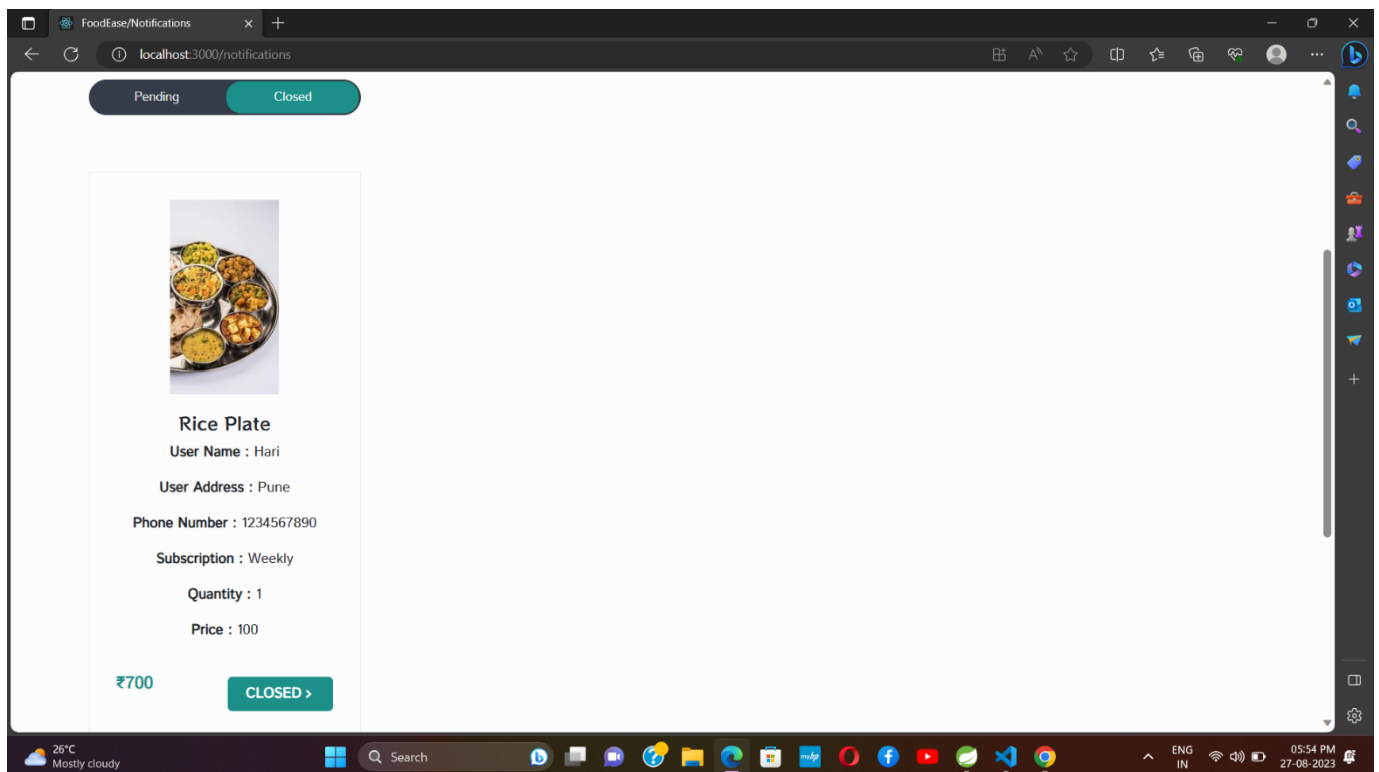 FoodEase/Notifications
localhost:3000/notifications
Pending
Closed
Rice Plate
User Name : Hari
User Address : Pune
Phone Number : 1234567890
Subscription : Weekly
Quantity : 1
Price : 100
₹700
CLOSED >
26°C
Mostly cloudy
Search
ENG
IN
05:54 PM
27-08-2023